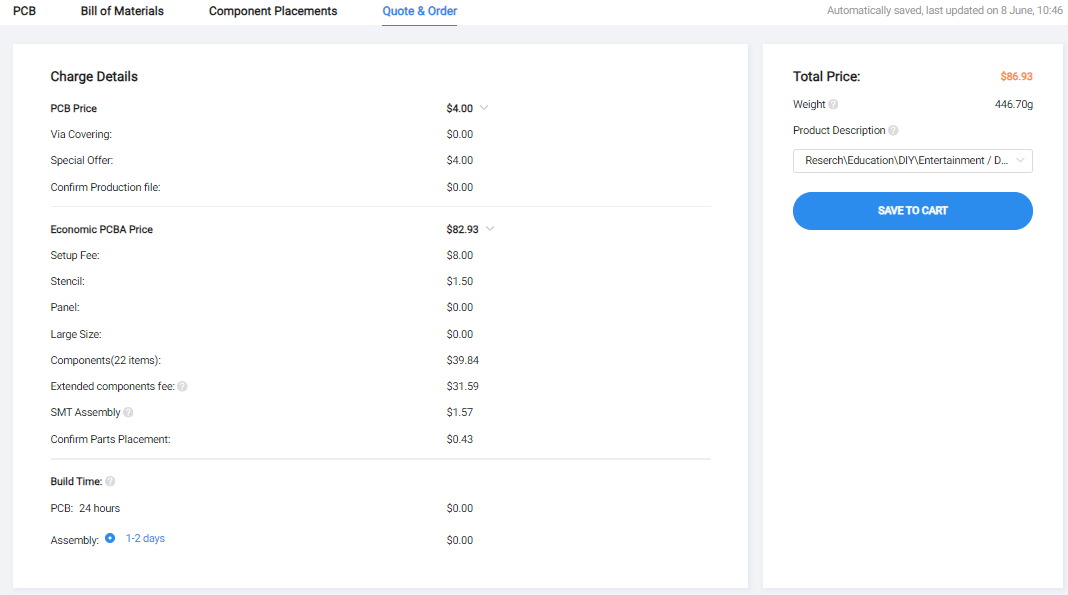 PCB Bill of Materials Component Placements Quote & Order Automatically saved, last updated on 8 June, 10:46
Charge Details
PCB Price $4.00
Via Covering: $0.00
Special Offer: $4.00
Confirm Production file: $0.00
Economic PCBA Price $82.93
Setup Fee: $8.00
Stencil: $1.50
Panel: $0.00
Large Size: $0.00
Components(22 items): $39.84
Extended components fee: ? $31.59
SMT Assembly ? $1.57
Confirm Parts Placement: $0.43
Build Time: ?
PCB: 24 hours $0.00
Assembly: 1-2 days $0.00
Total Price: $86.93
Weight ? 446.70g
Product Description ?
Reserch\Education\DIY\Entertainment / D...
SAVE TO CART